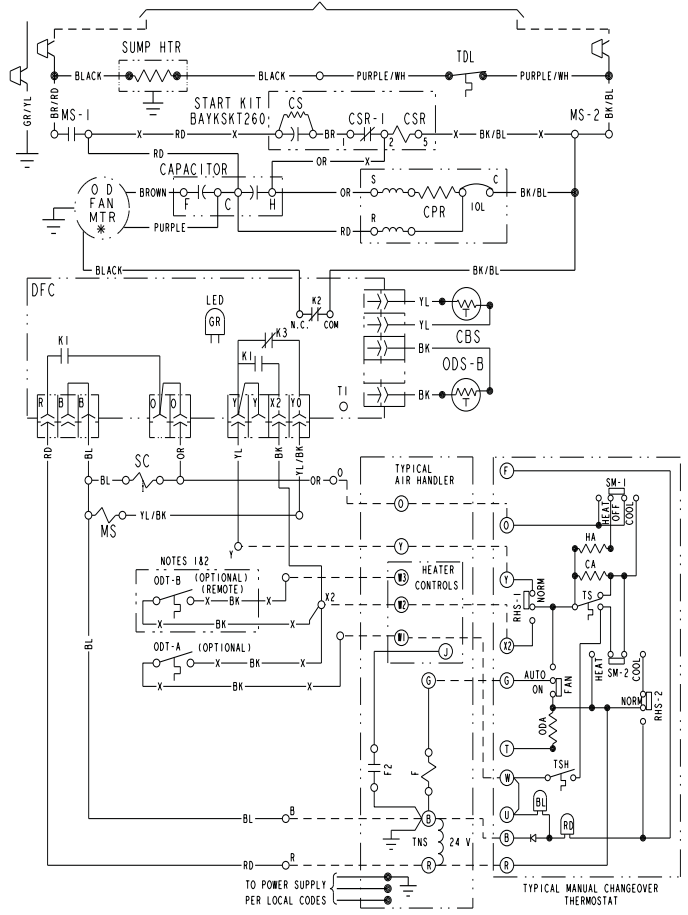 SUMP HTR
TDL
BLACK
BLACK
PURPLE/WH
PURPLE/WH
GR/YL
BR/RD
BK/BL
START KIT
BAYKSKT260
CS
CSR-1
CSR
MS-1
MS-2
X RD X
BR
1
2
5
X BK/BL X
RD
OR X
CAPACITOR
O D
FAN
MTR
*
BROWN
F
C
H
OR
S
C
BK/BL
CPR
IOL
PURPLE
RD
R
BLACK
BK/BL
DFC
LED
GR
K2
N.C.
COM
K3
K1
K1
YL
YL
CBS
BK
ODS-B
BK
T1
R
B
B
O
O
Y
Y
X2
YO
RD
BL
OR
YL
BK
YL/BK
BL
SC
1
OR
O
TYPICAL
AIR HANDLER
YL/BK
MS
O
Y
Y
NOTES 1&2
ODT-B
(OPTIONAL)
(REMOTE)
X BK X
X BK X
X2
HEATER
CONTROLS
W3
W2
W1
J
ODT-A
(OPTIONAL)
X BK X
X BK X
BL
G
F2
F
F
SM-1
HEAT
OFF
COOL
O
HA
CA
Y
NORM
RHS-1
TS
X2
HEAT
SM-2
COOL
G
AUTO
ON
FAN
NORM
RHS-2
ODA
T
TSH
W
BL
U
RD
B
R
BL
B
B
TNS
24 V
RD
R
R
TO POWER SUPPLY
PER LOCAL CODES
TYPICAL MANUAL CHANGEOVER
THERMOSTAT